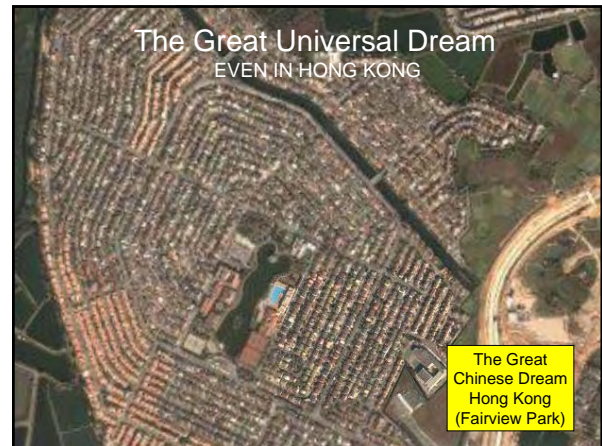 The Great Universal Dream
EVEN IN HONG KONG
The Great
Chinese Dream
Hong Kong
(Fairview Park)